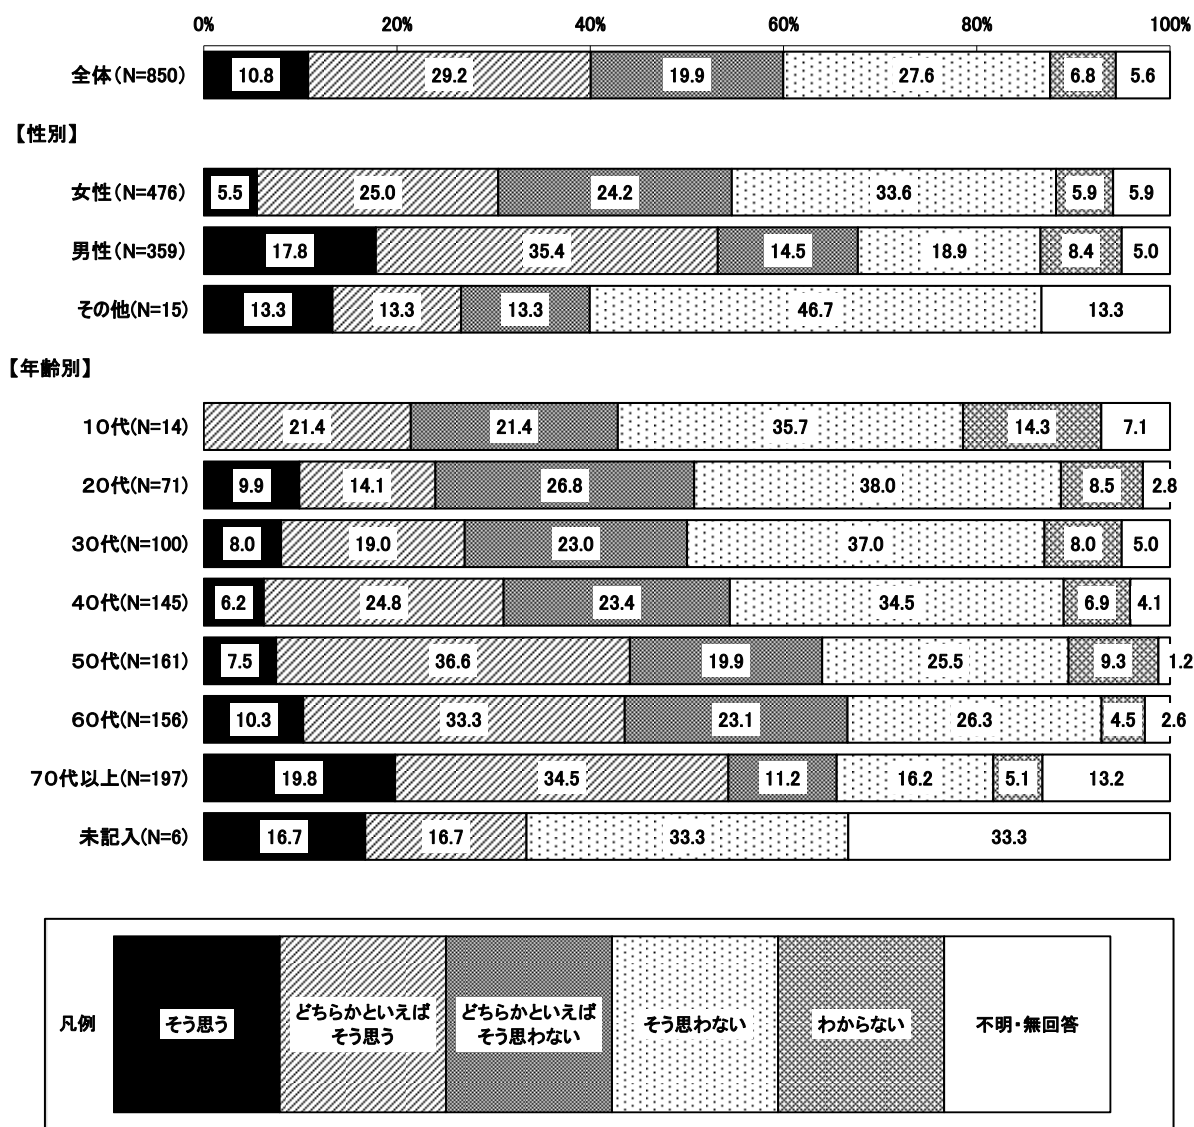 0% 20% 40% 60% 80% 100%
全体(N=850) 10.8 29.2 19.9 27.6 6.8 5.6
【性別】
女性(N=476) 5.5 25.0 24.2 33.6 5.9 5.9
男性(N=359) 17.8 35.4 14.5 18.9 8.4 5.0
その他(N=15) 13.3 13.3 13.3 46.7 13.3
【年齢別】
10代(N=14) 21.4 21.4 35.7 14.3 7.1
20代(N=71) 9.9 14.1 26.8 38.0 8.5 2.8
30代(N=100) 8.0 19.0 23.0 37.0 8.0 5.0
40代(N=145) 6.2 24.8 23.4 34.5 6.9 4.1
50代(N=161) 7.5 36.6 19.9 25.5 9.3 1.2
60代(N=156) 10.3 33.3 23.1 26.3 4.5 2.6
70代以上(N=197) 19.8 34.5 11.2 16.2 5.1 13.2
未記入(N=6) 16.7 16.7 33.3 33.3
凡例
そう思う
どちらかといえば
そう思う
どちらかといえば
そう思わない
そう思わない
わからない
不明・無回答